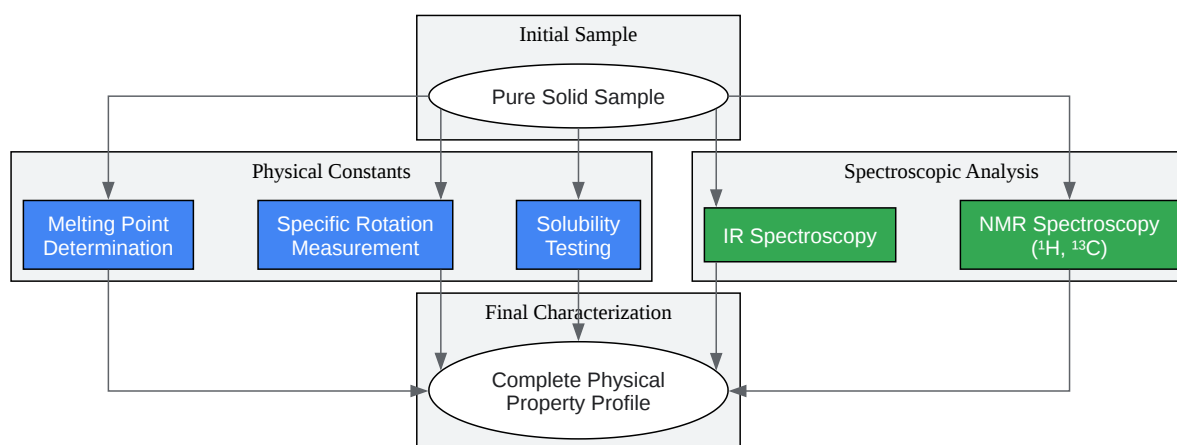 Initial Sample
Pure Solid Sample
Physical Constants
Spectroscopic Analysis
Melting Point
Determination
Specific Rotation
Measurement
Solubility
Testing
IR Spectroscopy
NMR Spectroscopy
(¹H, ¹³C)
Final Characterization
Complete Physical
Property Profile